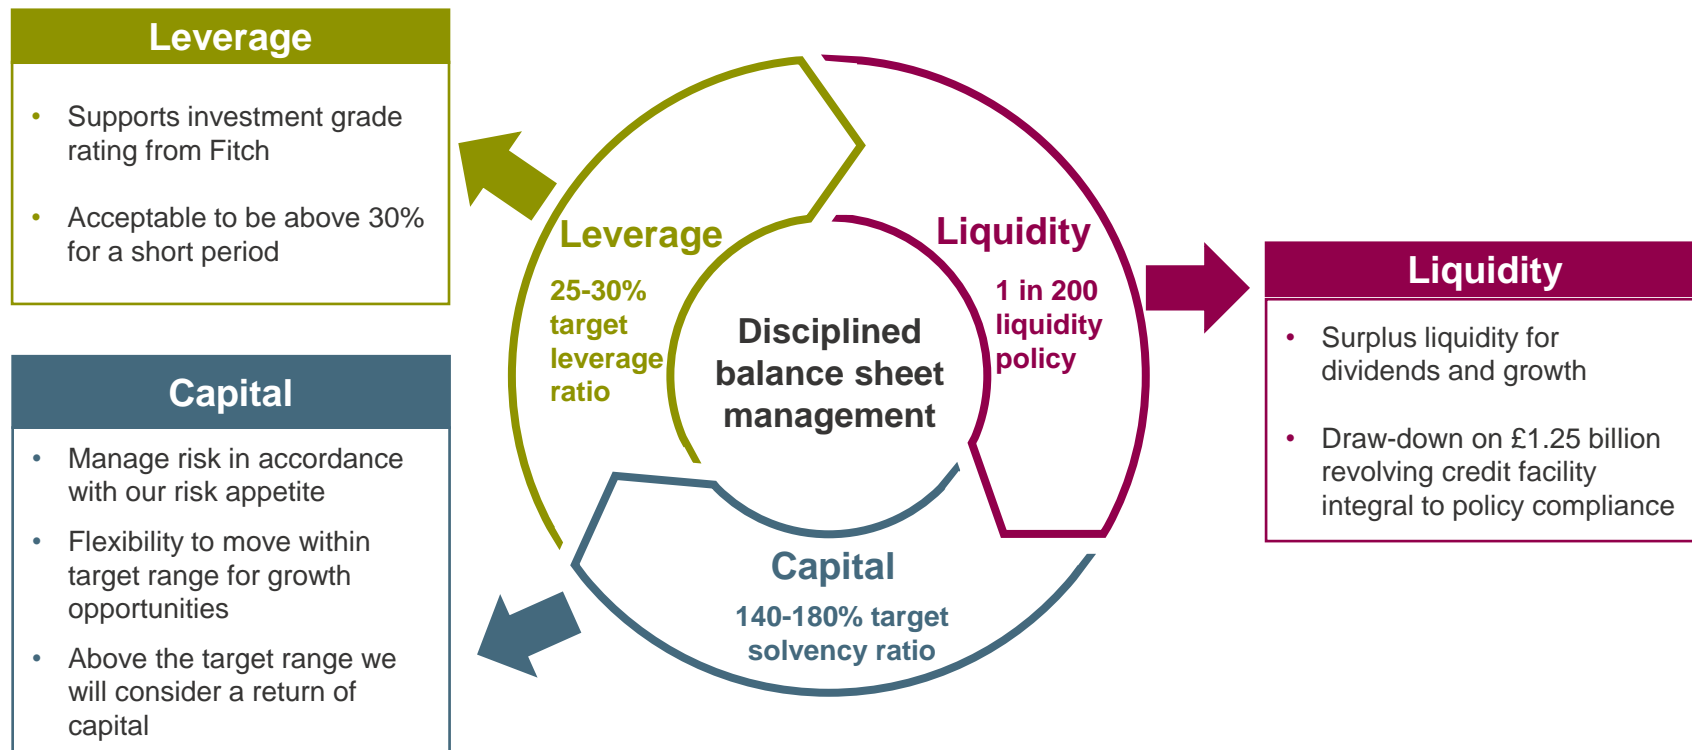 Leverage
• Supports investment grade
rating from Fitch
• Acceptable to be above 30%
for a short period
Capital
• Manage risk in accordance
with our risk appetite
• Flexibility to move within
target range for growth
opportunities
• Above the target range we
will consider a return of
capital
Leverage
25-30%
target
leverage
ratio
Disciplined
balance sheet
management
Liquidity
1 in 200
liquidity
policy
Capital
140-180% target
solvency ratio
Liquidity
• Surplus liquidity for
dividends and growth
• Draw-down on £1.25 billion
revolving credit facility
integral to policy compliance